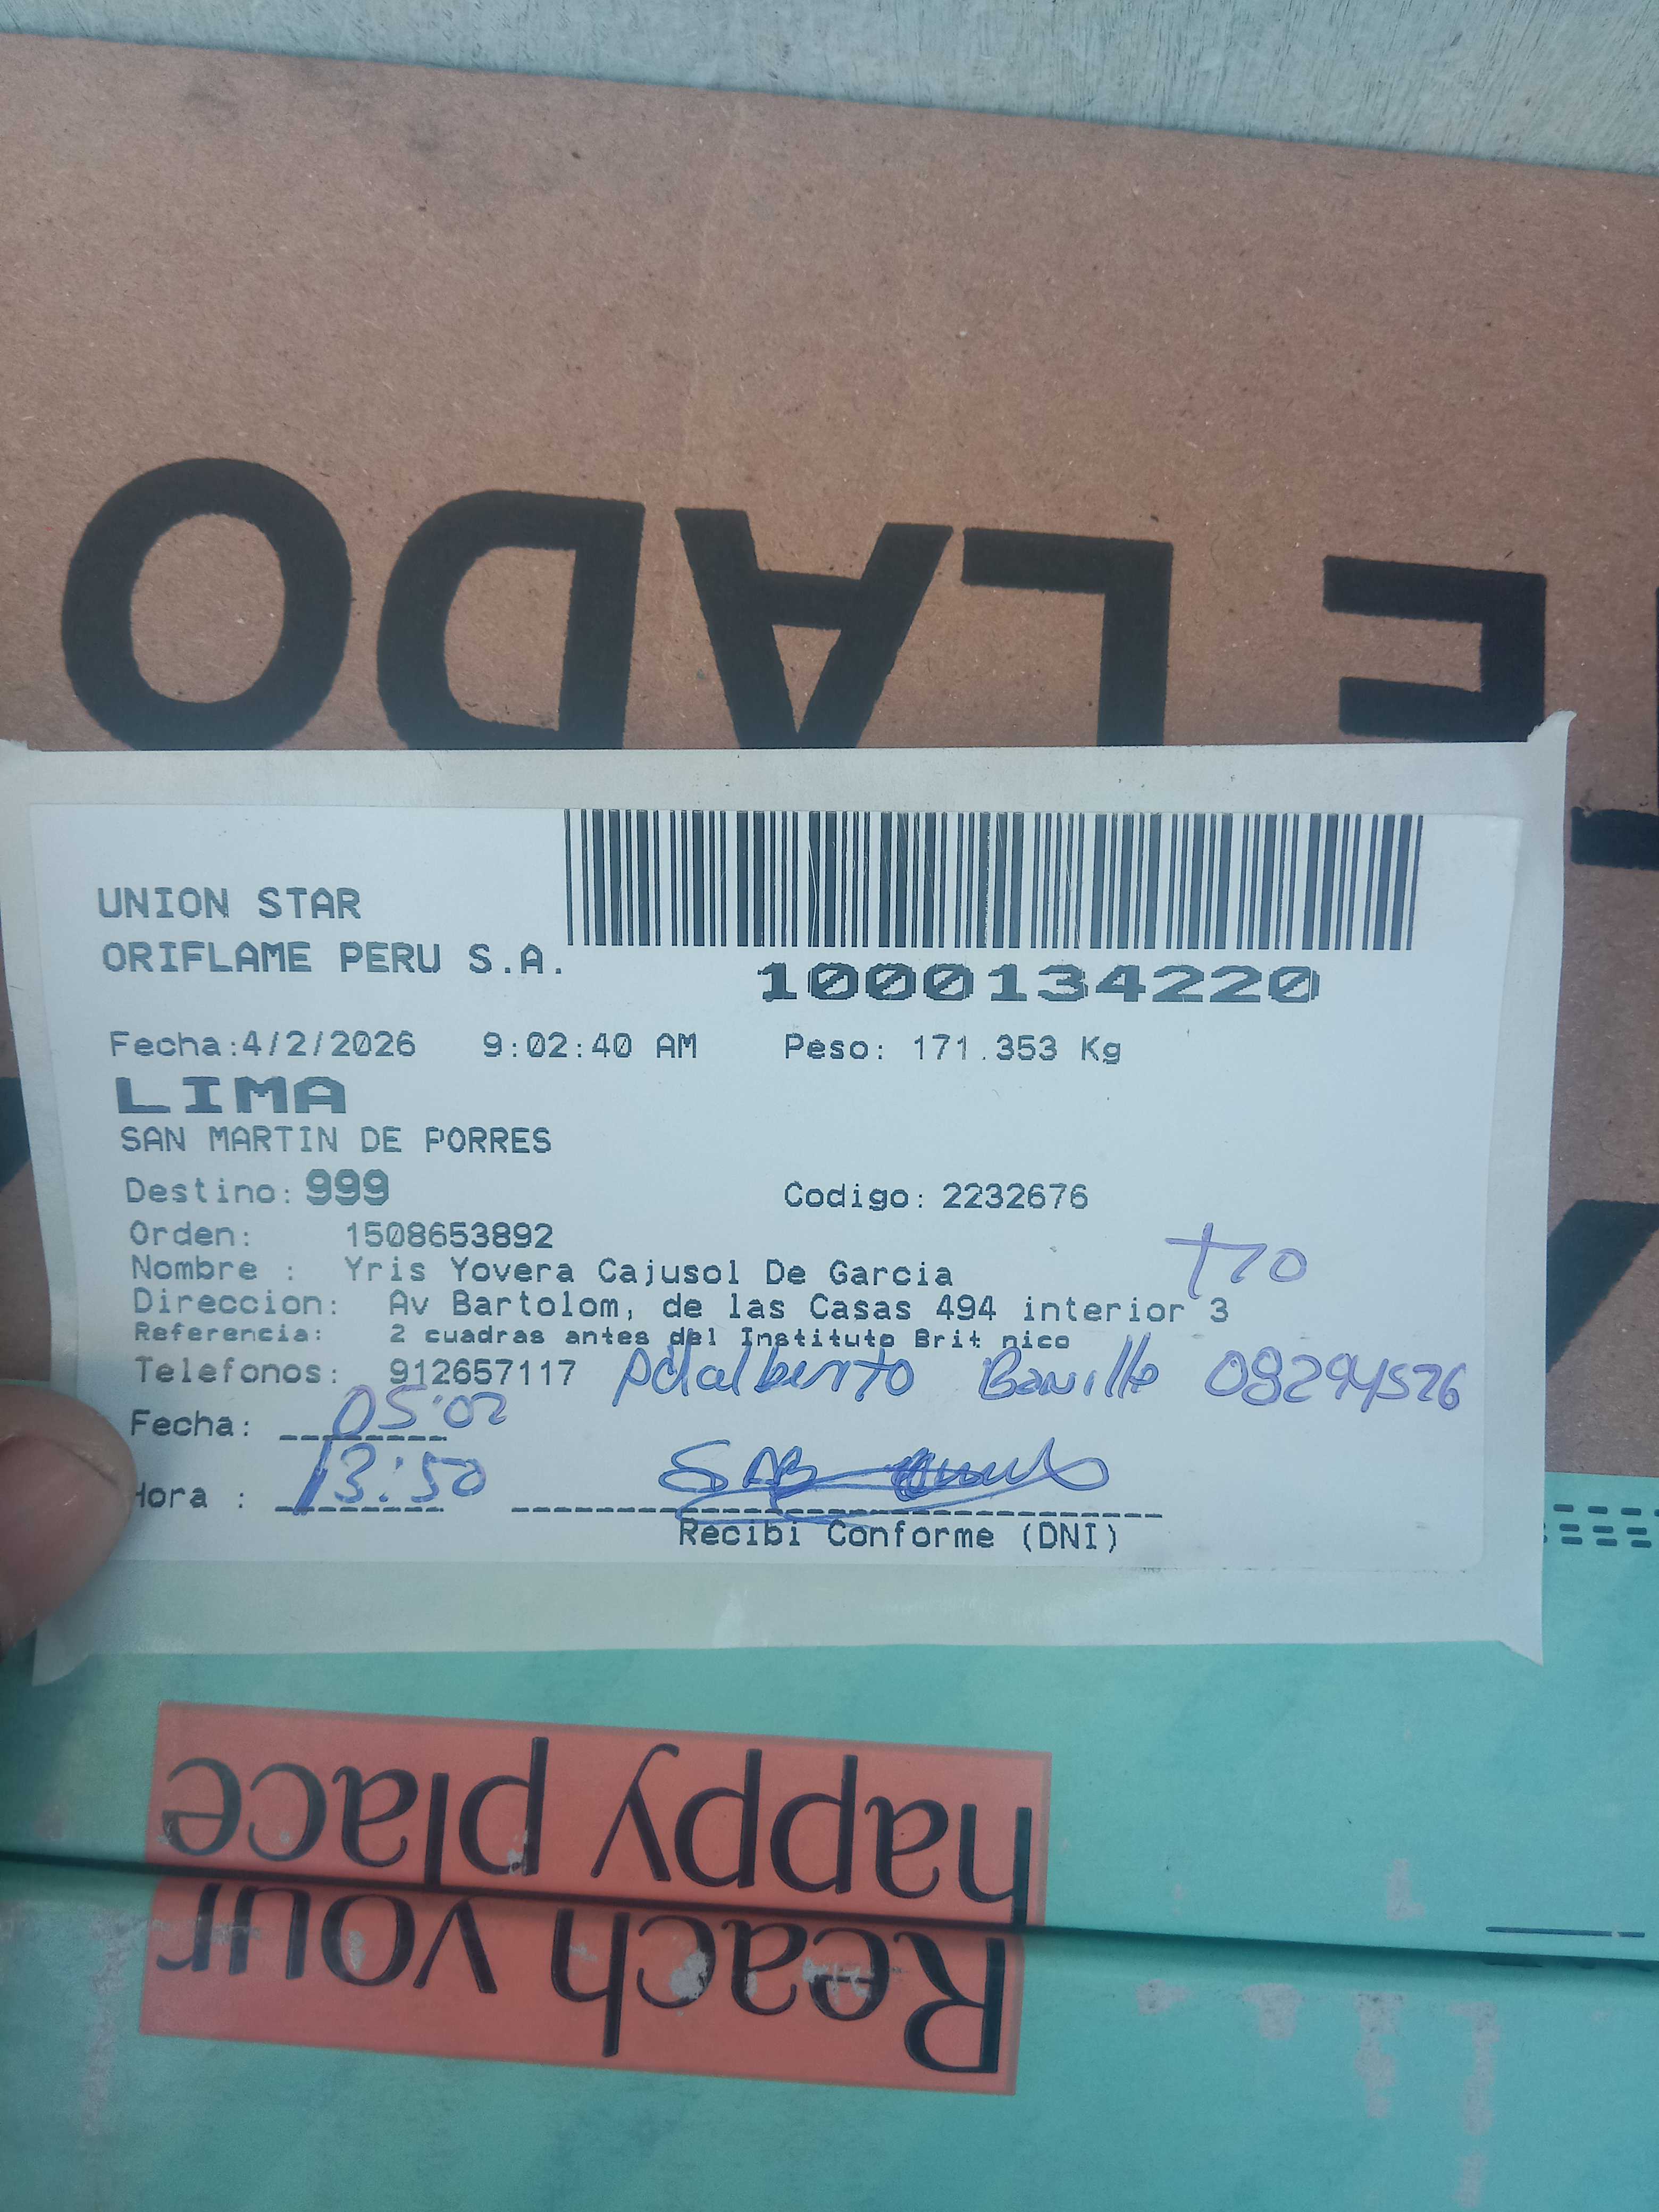 E LADO
UNION STAR
ORIFLAME PERU S.A.
1000134220
Fecha:4/2/2026 9:02:40 AM Peso: 171.353 Kg
LIMA
SAN MARTIN DE PORRES
Destino: 999 Codigo: 2232676
Orden: 1508653892
Nombre : Yris Yovera Cajusol De Garcia
Direccion: Av Bartolom, de las Casas 494 interior 3
Referencia: 2 cuadras antes del Instituto Brit nico
Telefonos: 912657117 Adalberto 08294526
Fecha: 05:02
Hora : 13:50
Recibi Conforme (DNI)
Reach your
happy place